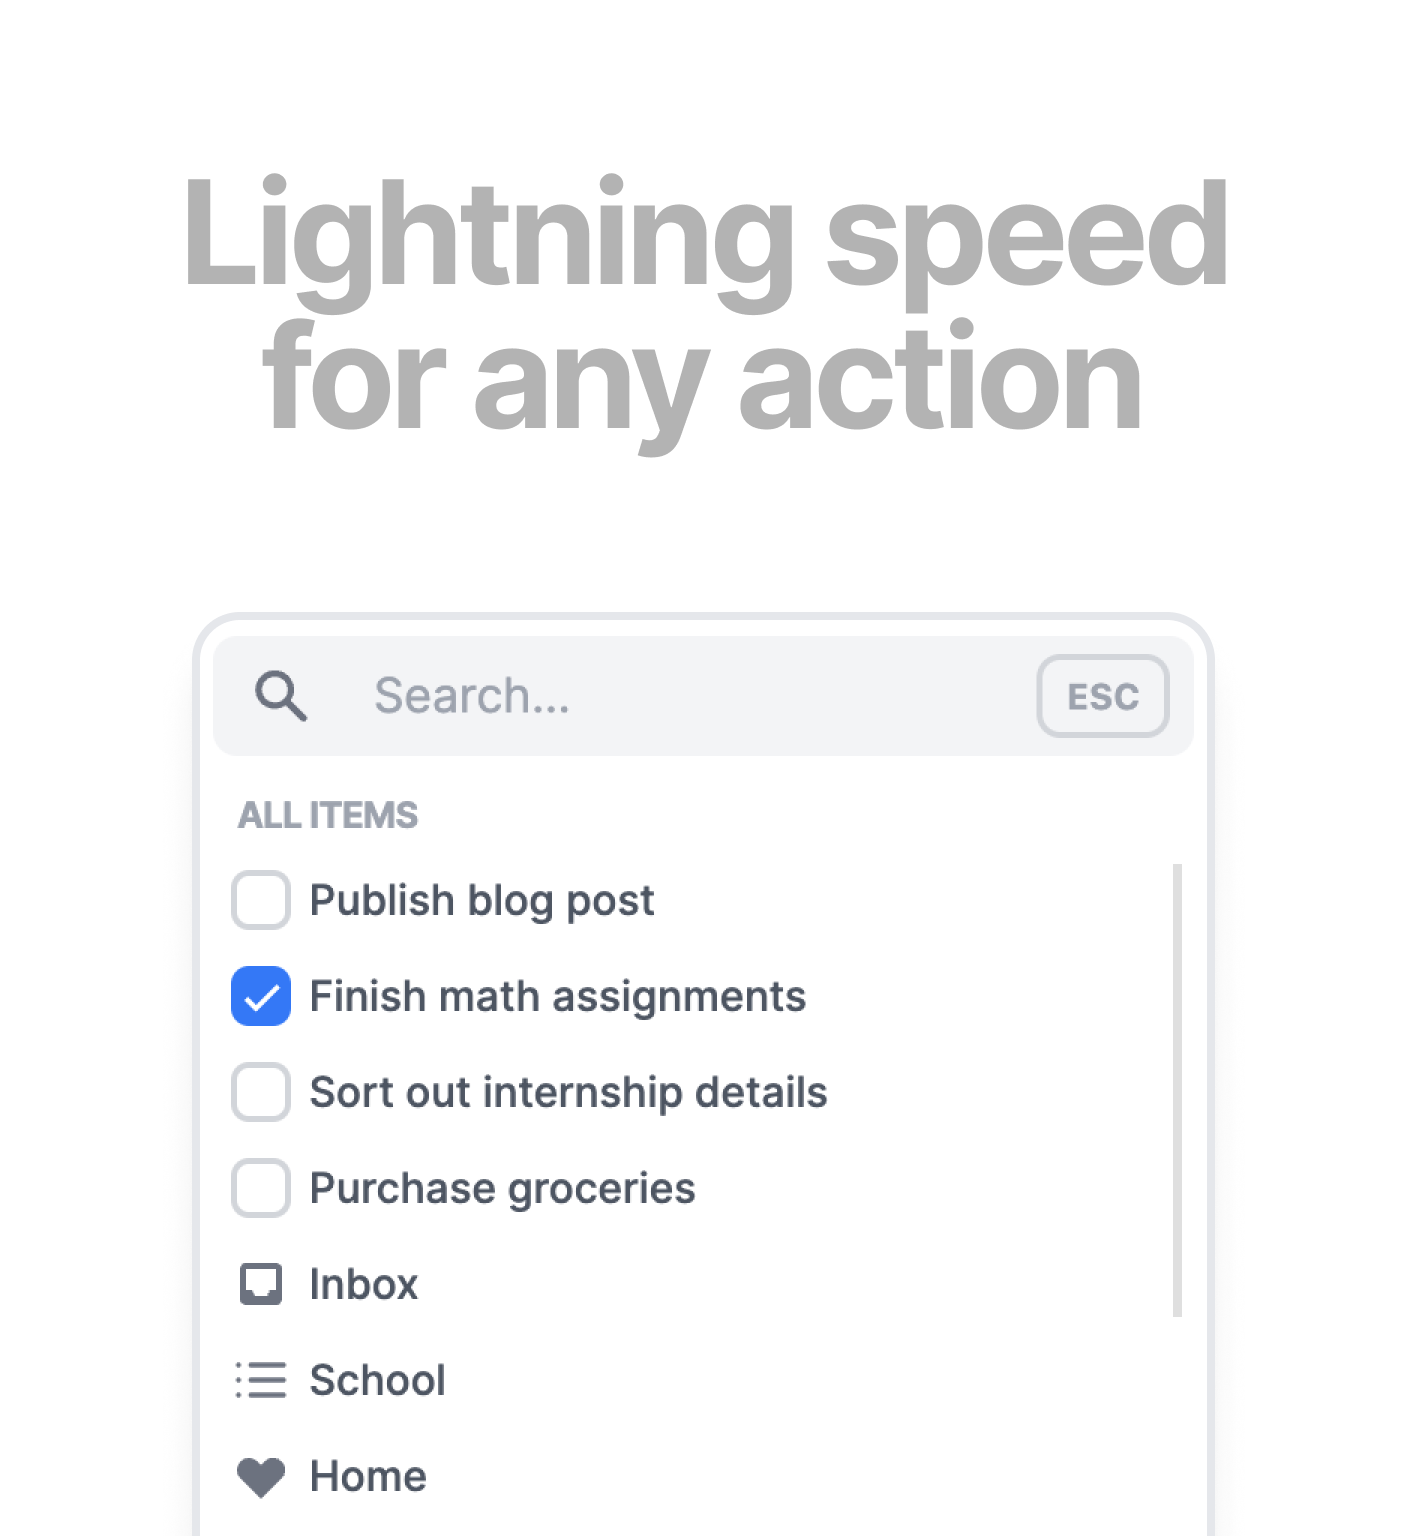 Lightning speed
for any action
Search...
ESC
ALL ITEMS
Publish blog post
Finish math assignments
Sort out internship details
Purchase groceries
Inbox
School
Home